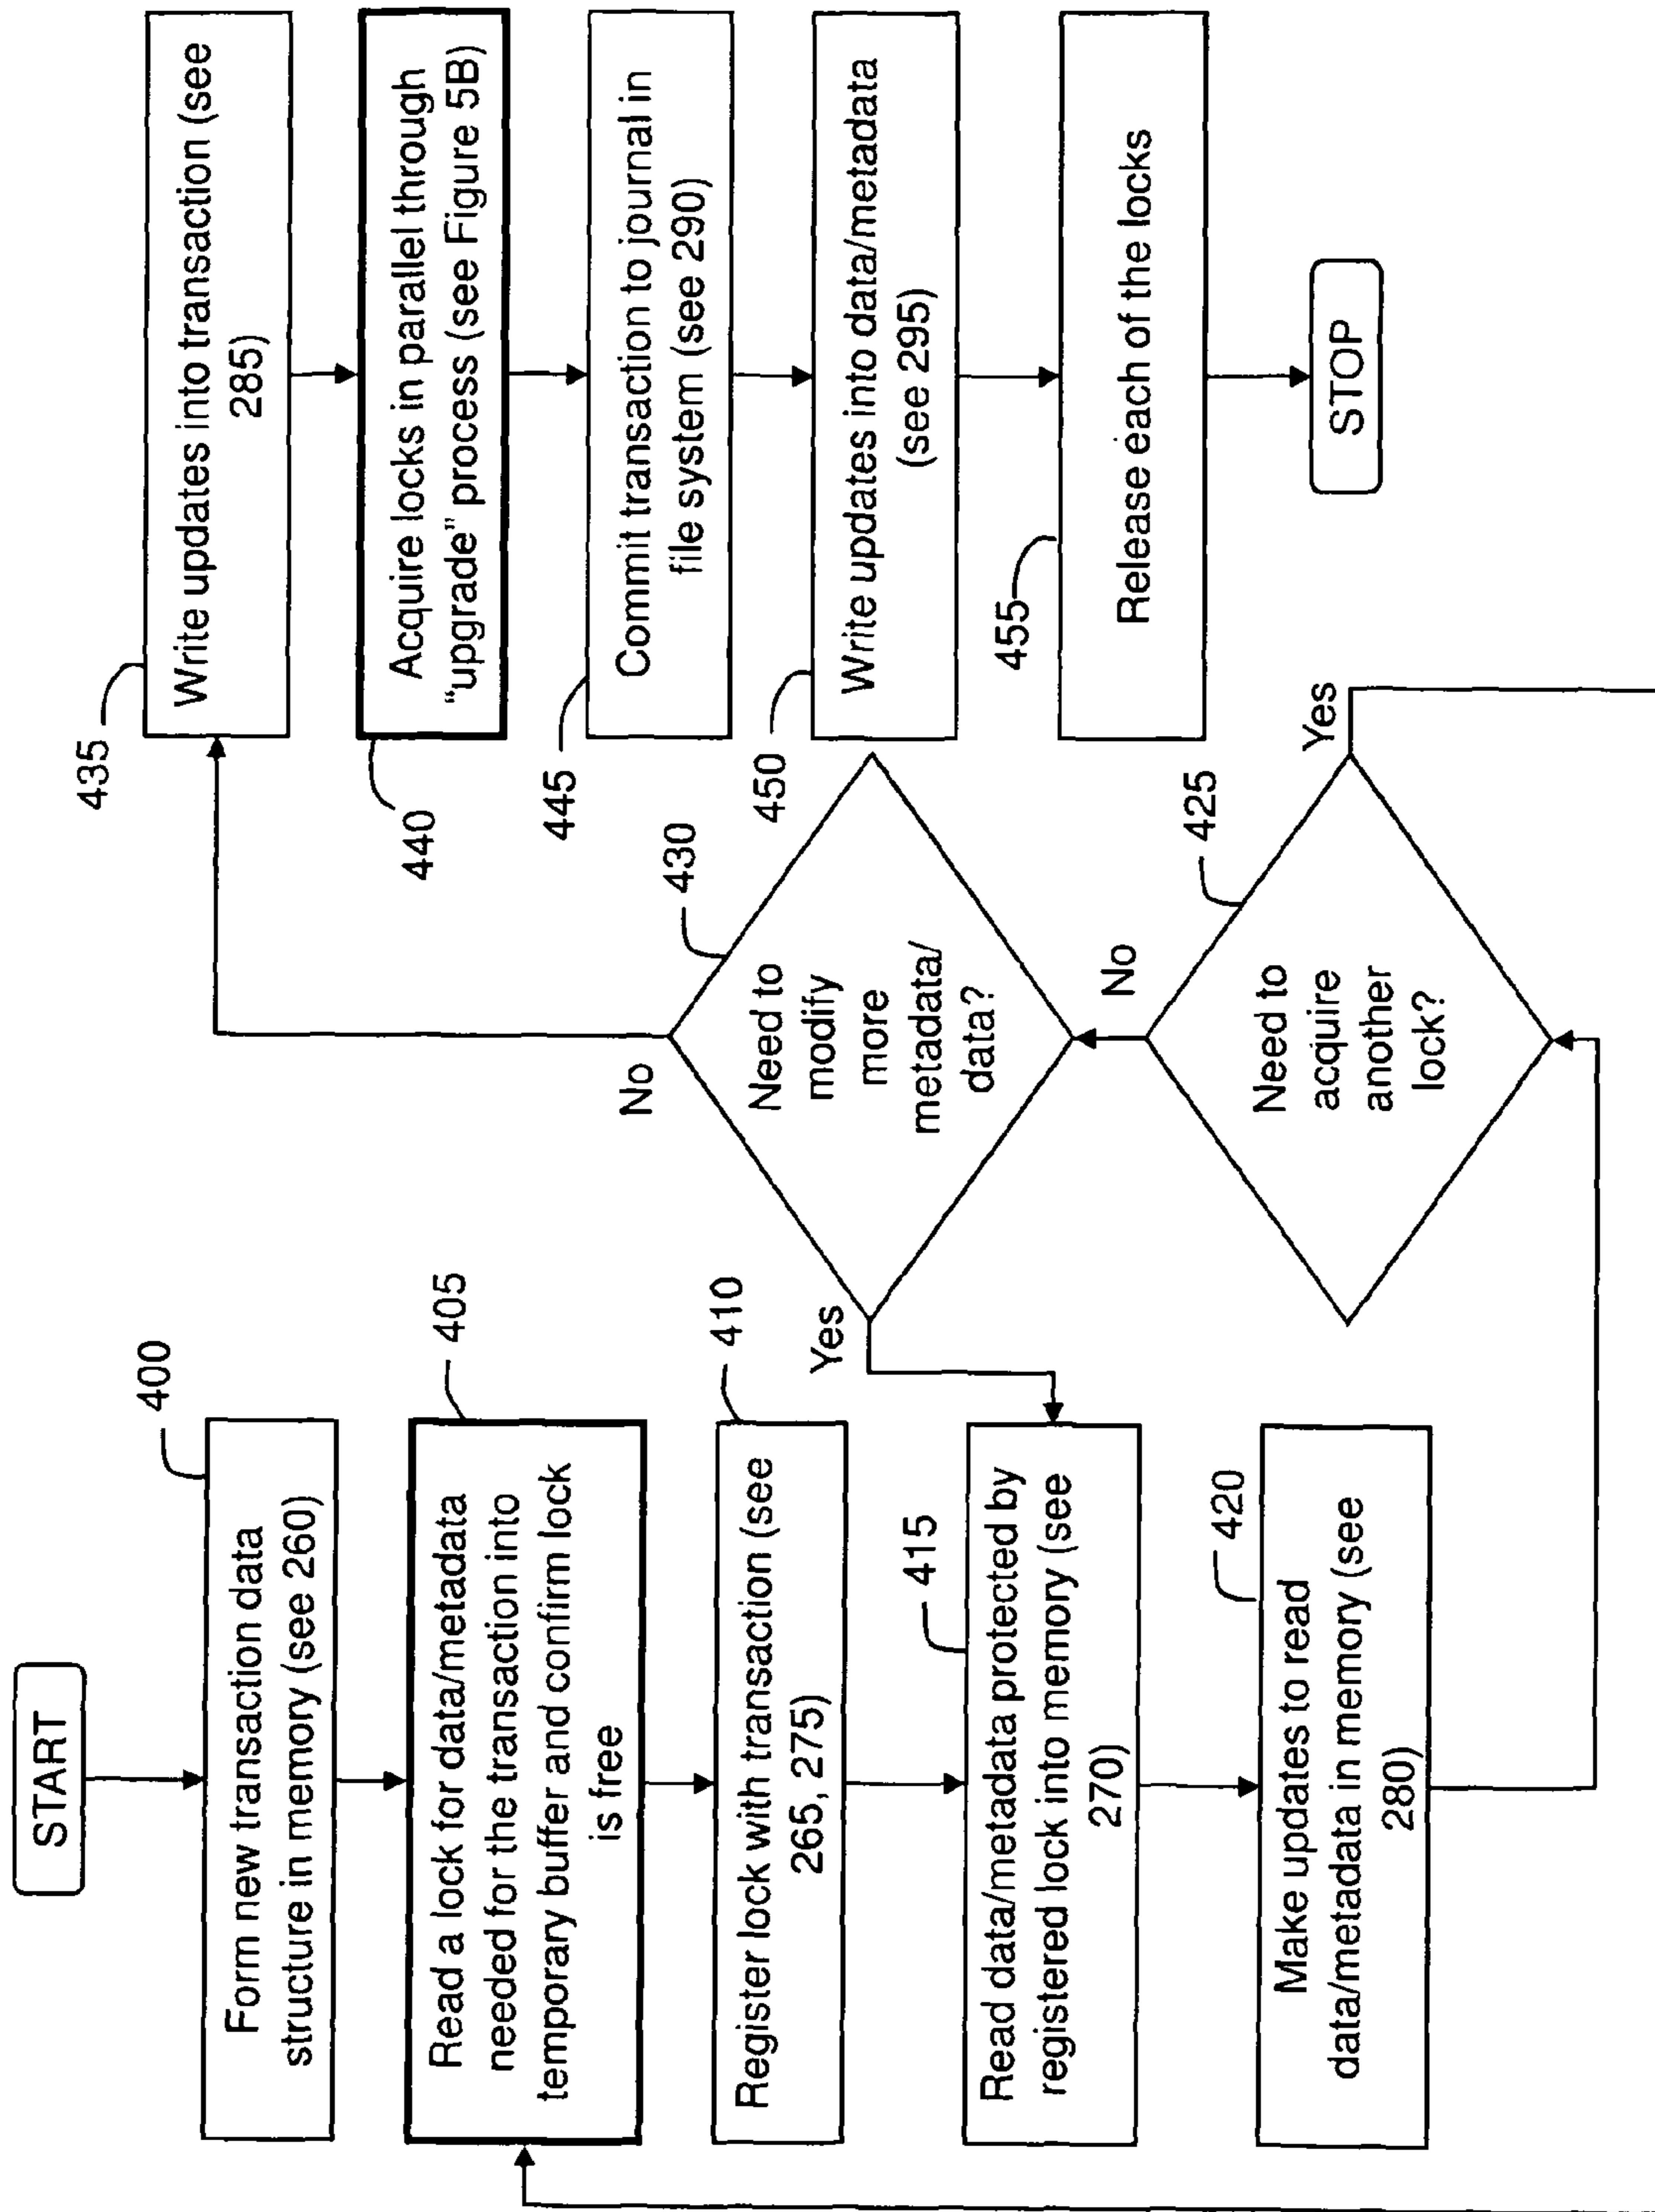 START
400
Form new transaction data
structure in memory (see 260)
405
Read a lock for data/metadata
needed for the transaction into
temporary buffer and confirm lock
is free
410
Register lock with transaction (see
265, 275)
415
Read data/metadata protected by
registered lock into memory (see
270)
420
Make updates to read
data/metadata in memory (see
280)
425
Need to
acquire
another
lock?
Yes
No
430
Need to
modify
more
metadata/
data?
Yes
No
435
Write updates into transaction (see
285)
440
Acquire locks in parallel through
“upgrade” process (see Figure 5B)
445
Commit transaction to journal in
file system (see 290)
450
Write updates into data/metadata
(see 295)
455
Release each of the locks
STOP